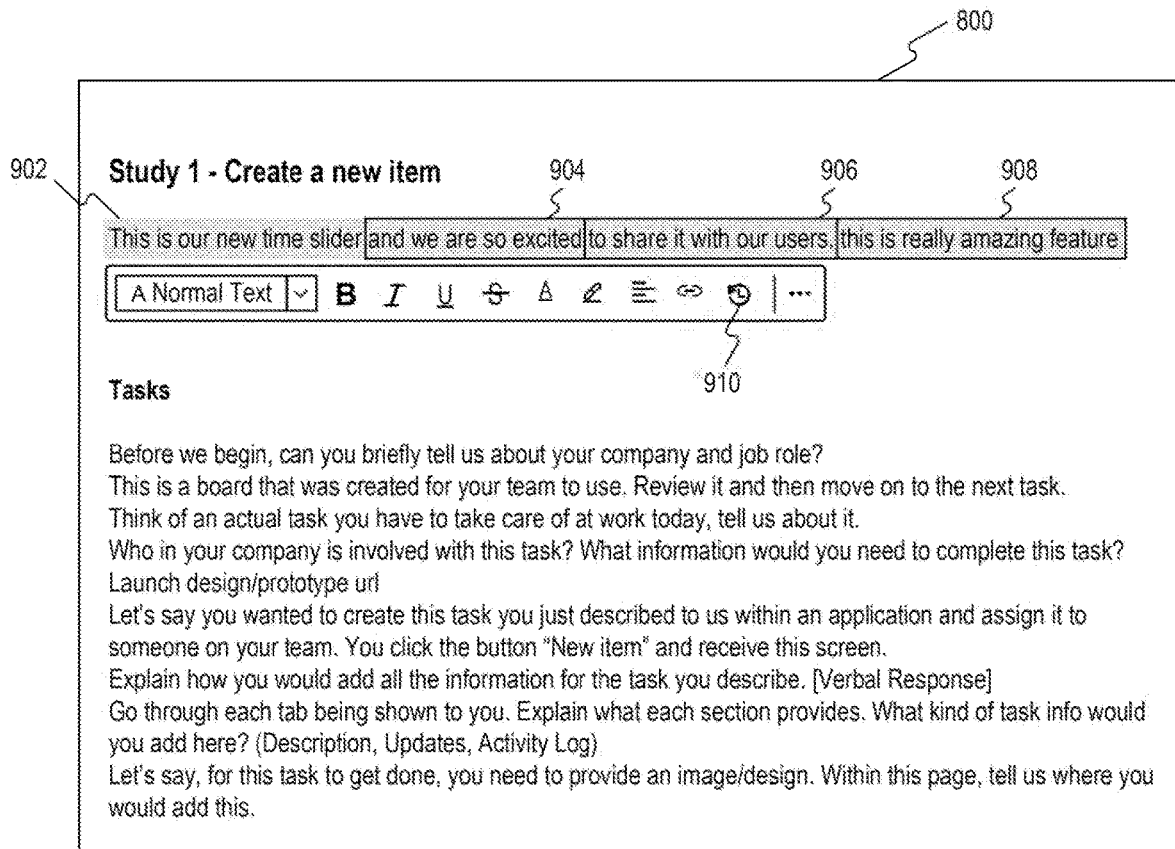 800
902
Study 1 - Create a new item
904
906
908
This is our new time slider and we are so excited to share it with our users. this is really amazing feature
A Normal Text B I U S A ...
910
Tasks
Before we begin, can you briefly tell us about your company and job role?
This is a board that was created for your team to use. Review it and then move on to the next task.
Think of an actual task you have to take care of at work today, tell us about it.
Who in your company is involved with this task? What information would you need to complete this task?
Launch design/prototype url
Let's say you wanted to create this task you just described to us within an application and assign it to
someone on your team. You click the button “New item” and receive this screen.
Explain how you would add all the information for the task you describe. [Verbal Response]
Go through each tab being shown to you. Explain what each section provides. What kind of task info would
you add here? (Description, Updates, Activity Log)
Let's say, for this task to get done, you need to provide an image/design. Within this page, tell us where you
would add this.